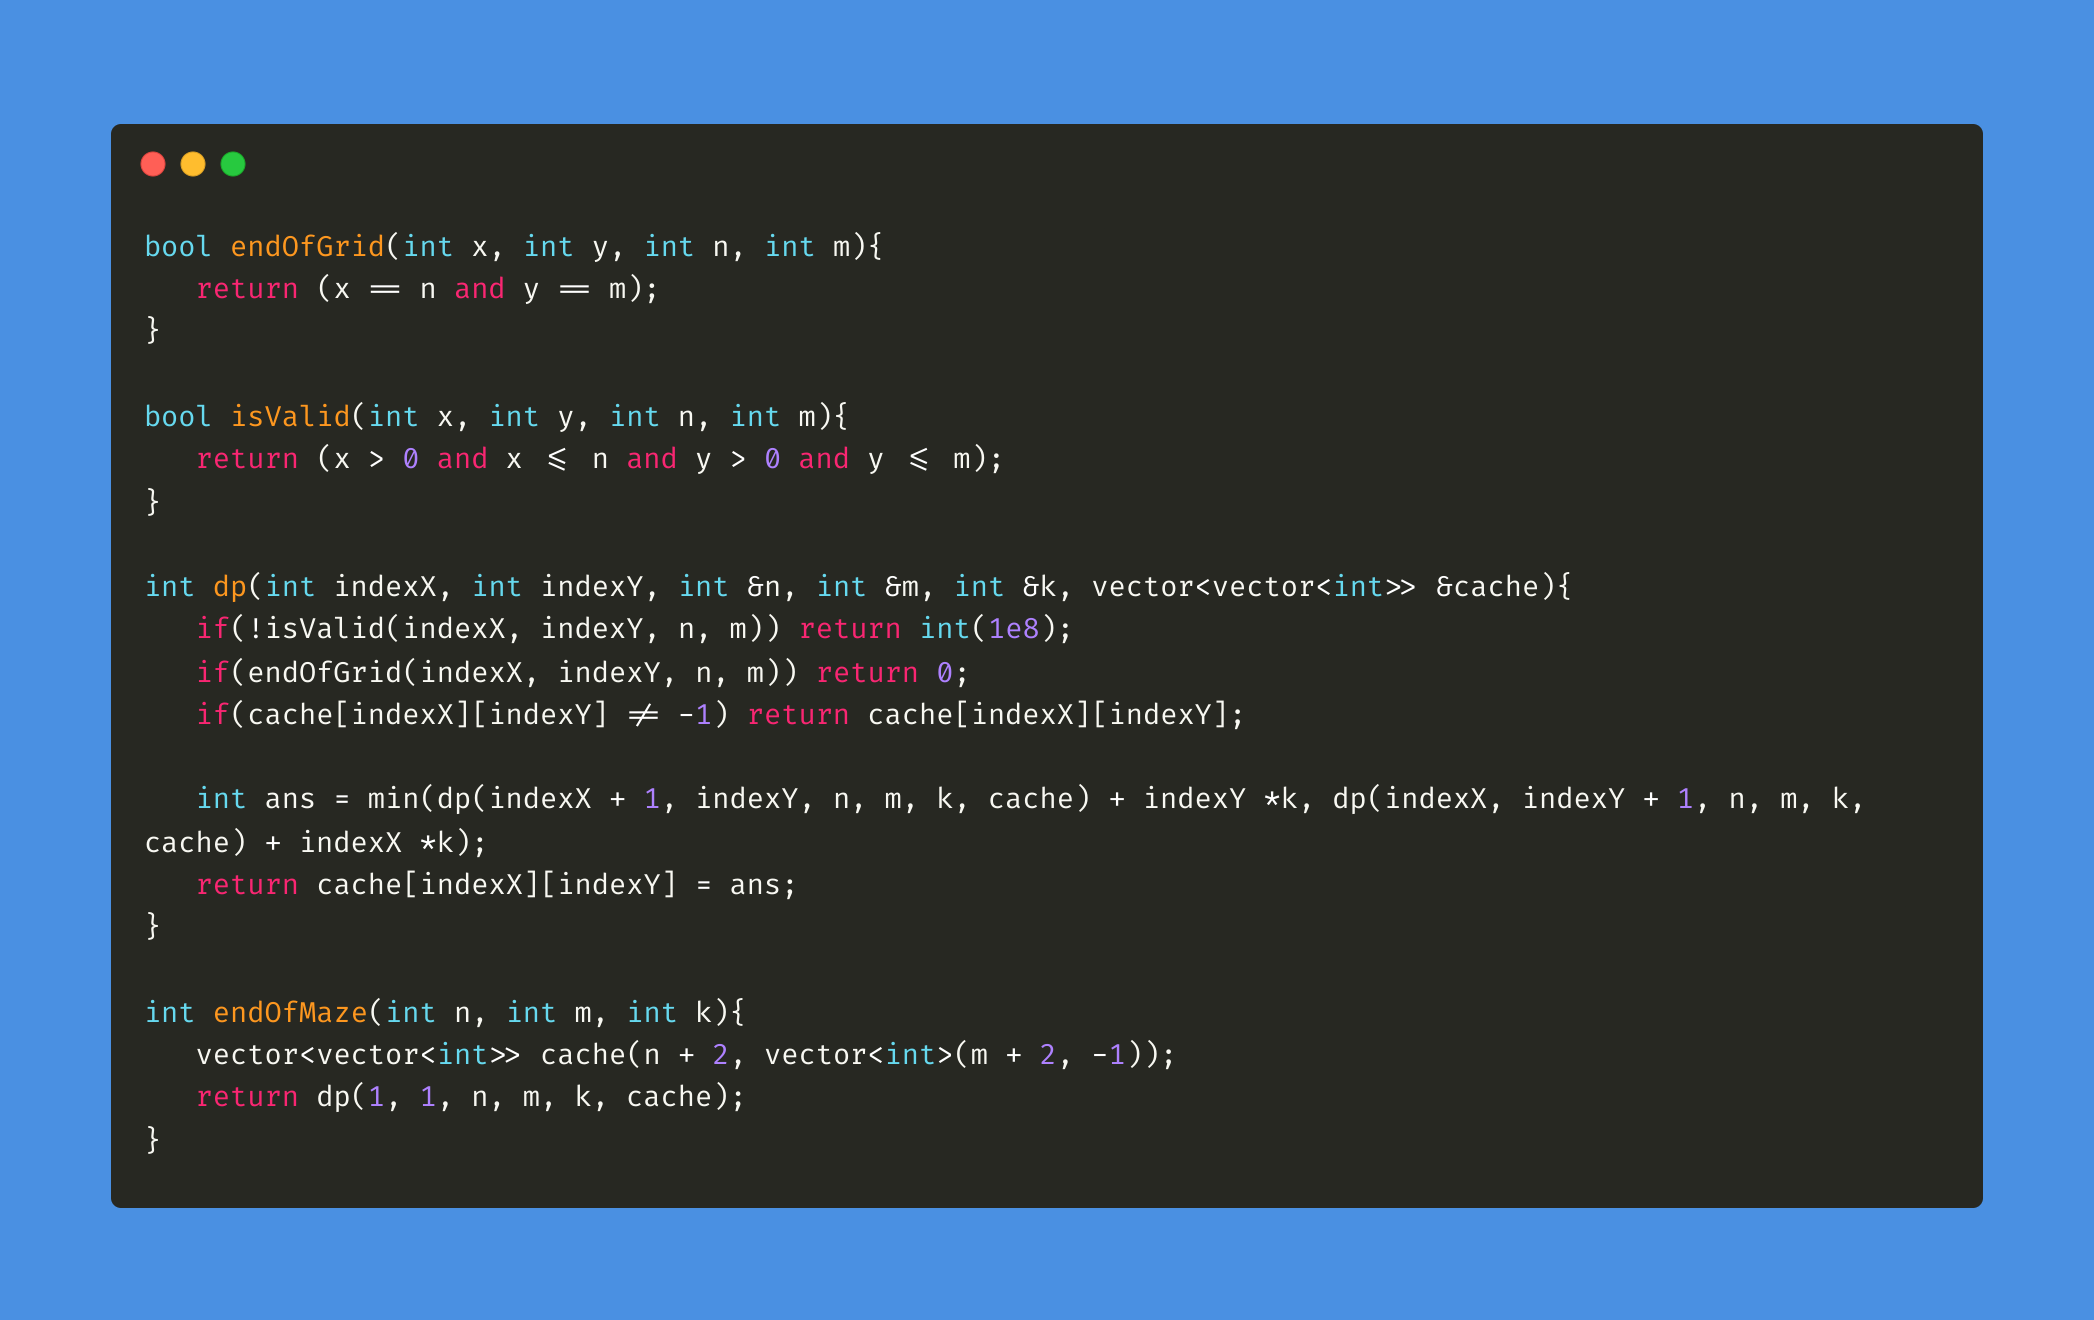 bool endOfGrid(int x, int y, int n, int m){
   return (x == n and y == m);
}

bool isValid(int x, int y, int n, int m){
   return (x > 0 and x <= n and y > 0 and y <= m);
}

int dp(int indexX, int indexY, int &n, int &m, int &k, vector<vector<int>> &cache){
   if(!isValid(indexX, indexY, n, m)) return int(1e8);
   if(endOfGrid(indexX, indexY, n, m)) return 0;
   if(cache[indexX][indexY] != -1) return cache[indexX][indexY];

   int ans = min(dp(indexX + 1, indexY, n, m, k, cache) + indexY *k, dp(indexX, indexY + 1, n, m, k,
cache) + indexX *k);
   return cache[indexX][indexY] = ans;
}

int endOfMaze(int n, int m, int k){
   vector<vector<int>> cache(n + 2, vector<int>(m + 2, -1));
   return dp(1, 1, n, m, k, cache);
}